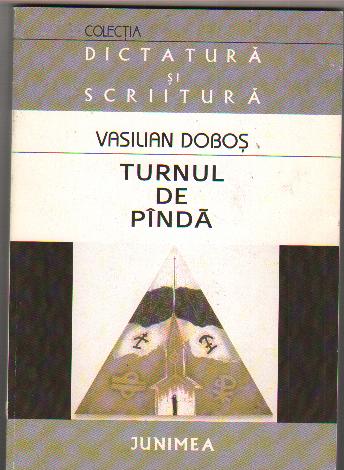 COLECȚIA
DICTATURĂ
ȘI
SCRIITURĂ
VASILIAN DOBOȘ
TURNUL
DE
PÎNDĂ
JUNIMEA